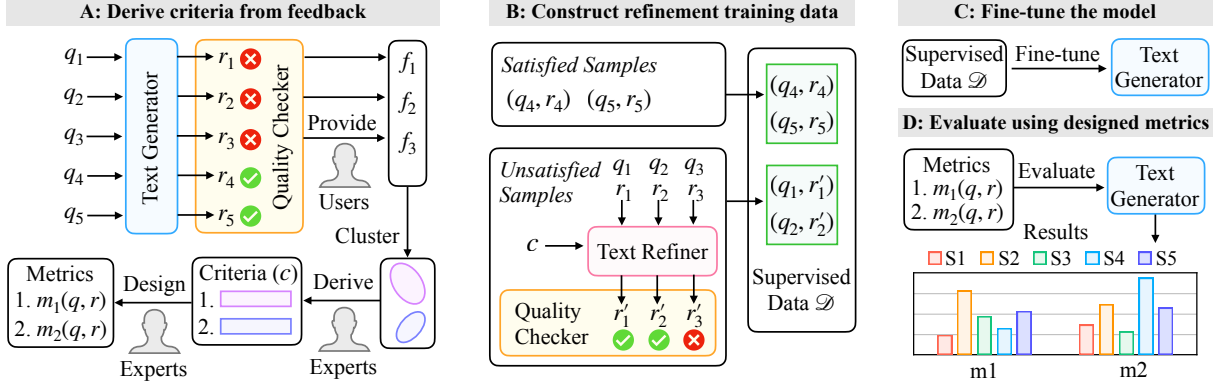 A: Derive criteria from feedback
q₁
q₂
q₃
q₄
q₅
Text Generator
r₁
r₂
r₃
r₄
r₅
Quality Checker
Provide
Users
f₁
f₂
f₃
Cluster
Metrics
1. m₁(q, r)
2. m₂(q, r)
Design
Experts
Criteria (c)
1.
2.
Derive
Experts
B: Construct refinement training data
Satisfied Samples
(q₄, r₄) (q₅, r₅)
Unsatisfied
Samples
q₁ q₂ q₃
r₁ r₂ r₃
c
Text Refiner
Quality
Checker
r′₁ r′₂ r′₃
(q₄, r₄)
(q₅, r₅)
(q₁, r′₁)
(q₂, r′₂)
Supervised
Data 𝒟
C: Fine-tune the model
Supervised
Data 𝒟
Fine-tune
Text
Generator
D: Evaluate using designed metrics
Metrics
1. m₁(q, r)
2. m₂(q, r)
Evaluate
Text
Generator
Results
S1 S2 S3 S4 S5
m1 m2